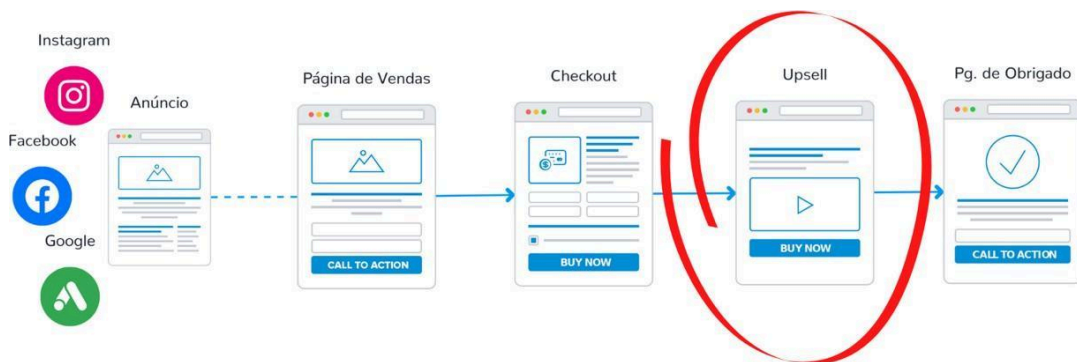 Instagram
Facebook
Google
Anúncio
Página de Vendas
CALL TO ACTION
Checkout
BUY NOW
Upsell
BUY NOW
Pg. de Obrigado
CALL TO ACTION